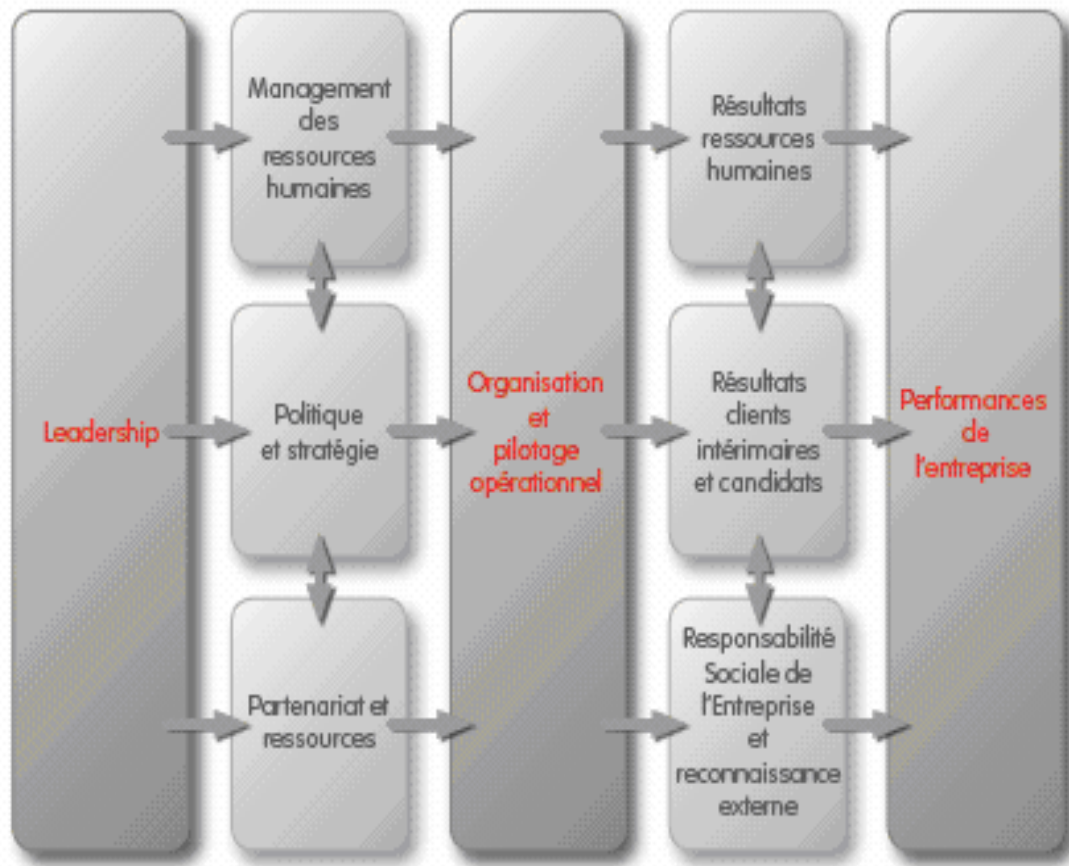 Leadership
Management
des
ressources
humaines
Politique
et stratégie
Partenariat et
ressources
Organisation
et
pilotage
opérationnel
Résultats
ressources
humaines
Résultats
clients
intérimaires
et candidats
Responsabilité
Sociale de
l'Entreprise
et
reconnaissance
externe
Performances
de
l'entreprise